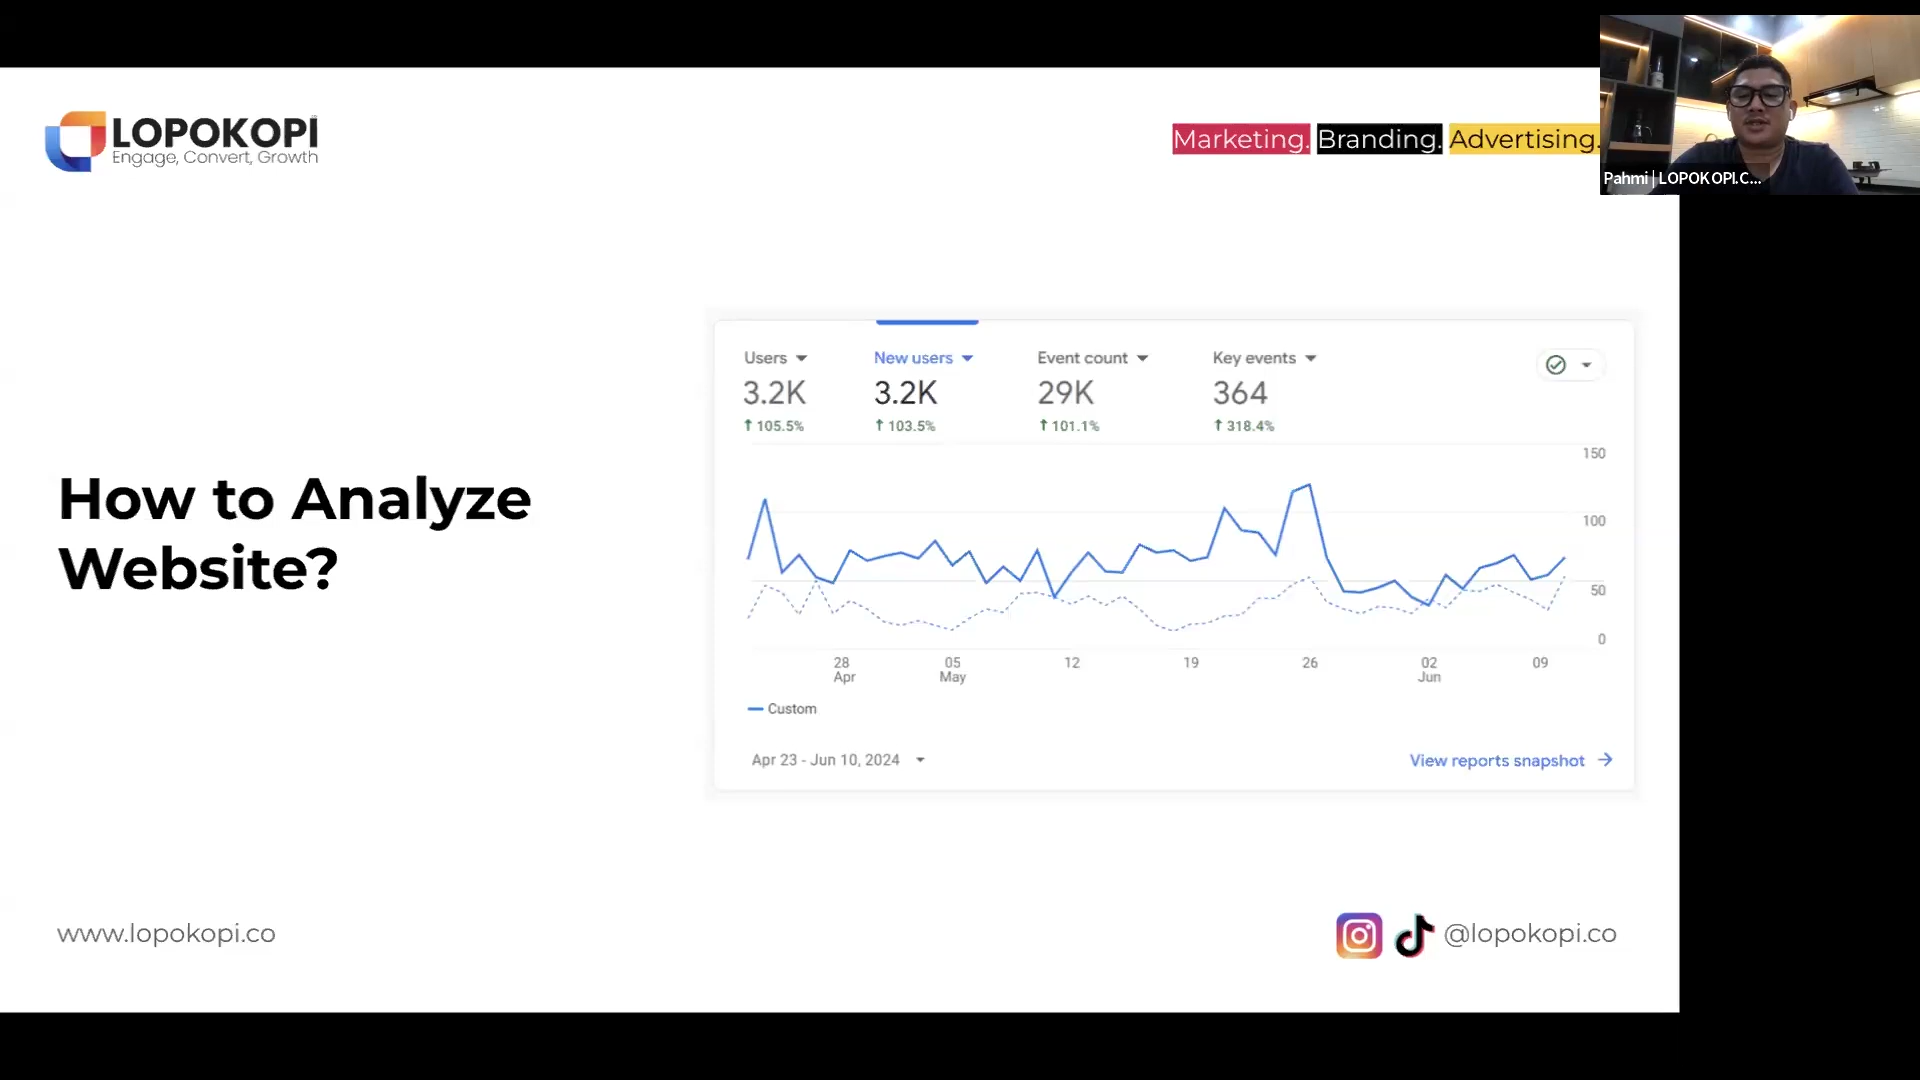 LOPOKOPI
Engage, Convert, Growth
Marketing. Branding. Advertising.
Pahmi | LOPOKOPI.C...
How to Analyze
Website?
Users New users Event count Key events
3.2K 3.2K 29K 364
105.5% 103.5% 101.1% 318.4%
150
100
50
0
28 05 12 19 26 02 09
Apr May Jun
Custom
Apr 23 - Jun 10, 2024
View reports snapshot
www.lopokopi.co
@lopokopi.co